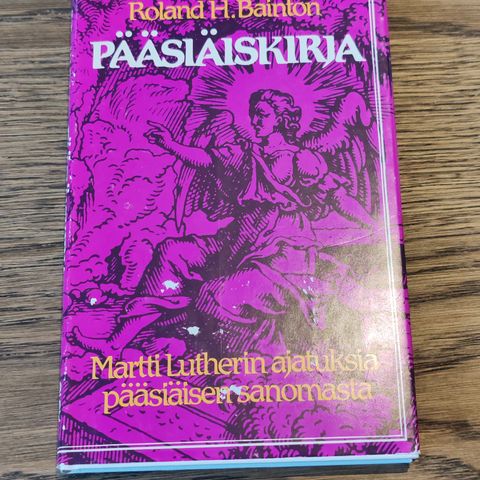 Roland H. Bainton
PÄÄSIÄISKIRJA
Martti Lutherin ajatuksia
pääsiäisen sanomasta